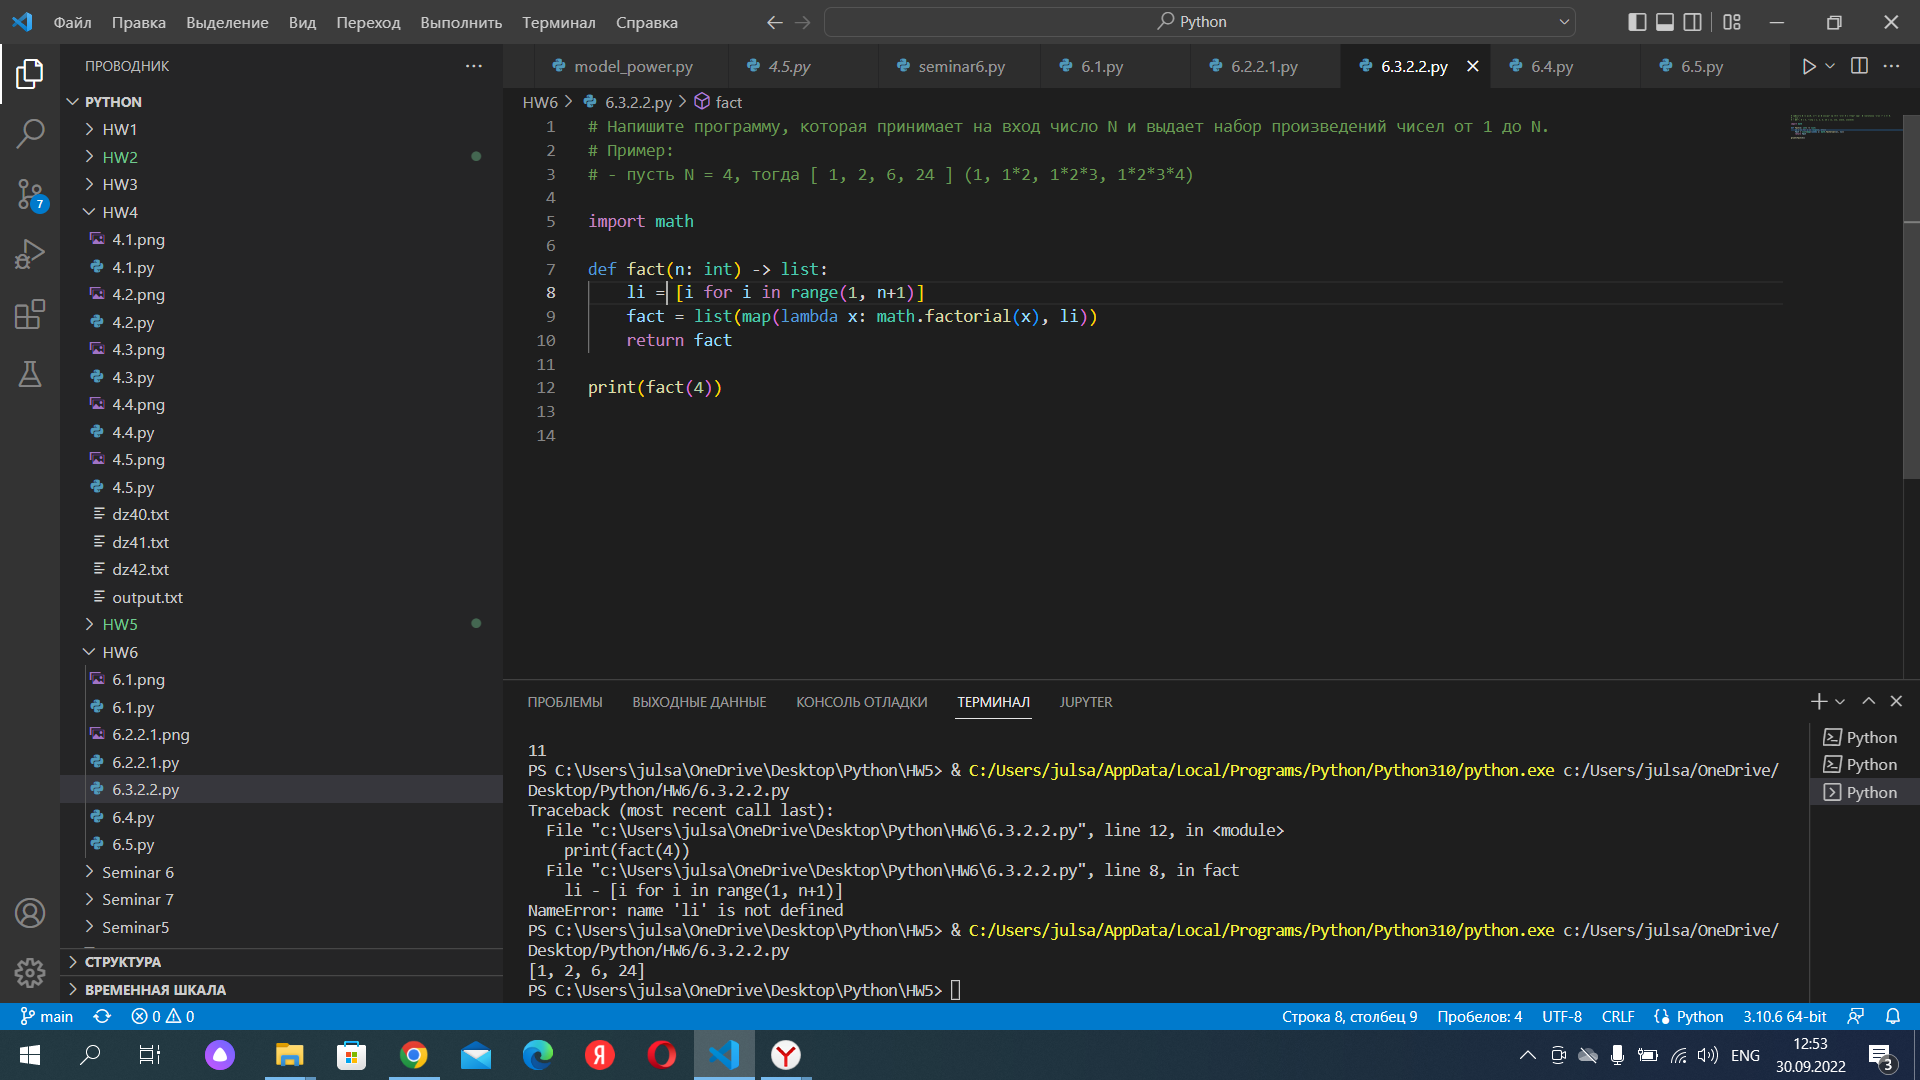 Файл Правка Выделение Вид Переход Выполнить Терминал Справка Python
ПРОВОДНИК
model_power.py 4.5.py seminar6.py 6.1.py 6.2.2.1.py 6.3.2.2.py 6.4.py 6.5.py
HW6 > 6.3.2.2.py > fact
PYTHON
HW1
HW2
HW3
HW4
4.1.png
4.1.py
4.2.png
4.2.py
4.3.png
4.3.py
4.4.png
4.4.py
4.5.png
4.5.py
dz40.txt
dz41.txt
dz42.txt
output.txt
HW5
HW6
6.1.png
6.1.py
6.2.2.1.png
6.2.2.1.py
6.3.2.2.py
6.4.py
6.5.py
Seminar 6
Seminar 7
Seminar5
СТРУКТУРА
ВРЕМЕННАЯ ШКАЛА
7
1 # Напишите программу, которая принимает на вход число N и выдает набор произведений чисел от 1 до N.
2 # Пример:
3 # - пусть N = 4, тогда [ 1, 2, 6, 24 ] (1, 1*2, 1*2*3, 1*2*3*4)
4
5 import math
6
7 def fact(n: int) -> list:
8     li = [i for i in range(1, n+1)]
9     fact = list(map(lambda x: math.factorial(x), li))
10     return fact
11
12 print(fact(4))
13
14
ПРОБЛЕМЫ ВЫХОДНЫЕ ДАННЫЕ КОНСОЛЬ ОТЛАДКИ ТЕРМИНАЛ JUPYTER
11
PS C:\Users\julsa\OneDrive\Desktop\Python\HW5> & C:/Users/julsa/AppData/Local/Programs/Python/Python310/python.exe c:/Users/julsa/OneDrive/
Desktop/Python/HW6/6.3.2.2.py
Traceback (most recent call last):
  File "c:\Users\julsa\OneDrive\Desktop\Python\HW6\6.3.2.2.py", line 12, in <module>
    print(fact(4))
  File "c:\Users\julsa\OneDrive\Desktop\Python\HW6\6.3.2.2.py", line 8, in fact
    li - [i for i in range(1, n+1)]
NameError: name 'li' is not defined
PS C:\Users\julsa\OneDrive\Desktop\Python\HW5> & C:/Users/julsa/AppData/Local/Programs/Python/Python310/python.exe c:/Users/julsa/OneDrive/
Desktop/Python/HW6/6.3.2.2.py
[1, 2, 6, 24]
PS C:\Users\julsa\OneDrive\Desktop\Python\HW5>
Python
Python
Python
main 0 0 Строка 8, столбец 9 Пробелов: 4 UTF-8 CRLF Python 3.10.6 64-bit
Я ENG 12:53
30.09.2022
3